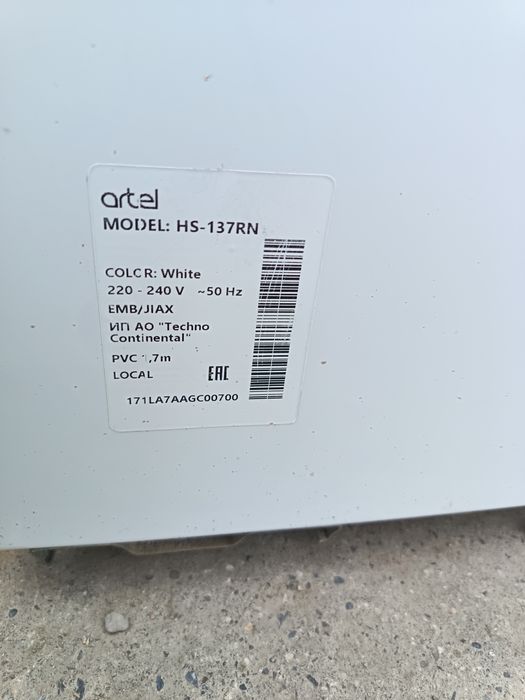 artel
MODEL: HS-137RN
COLOR: White
220 - 240 V ~50 Hz
EMB/JIAX
ИП АО "Techno
Continental"
PVC 1,7m
LOCAL EAC
171LA7AAGC00700